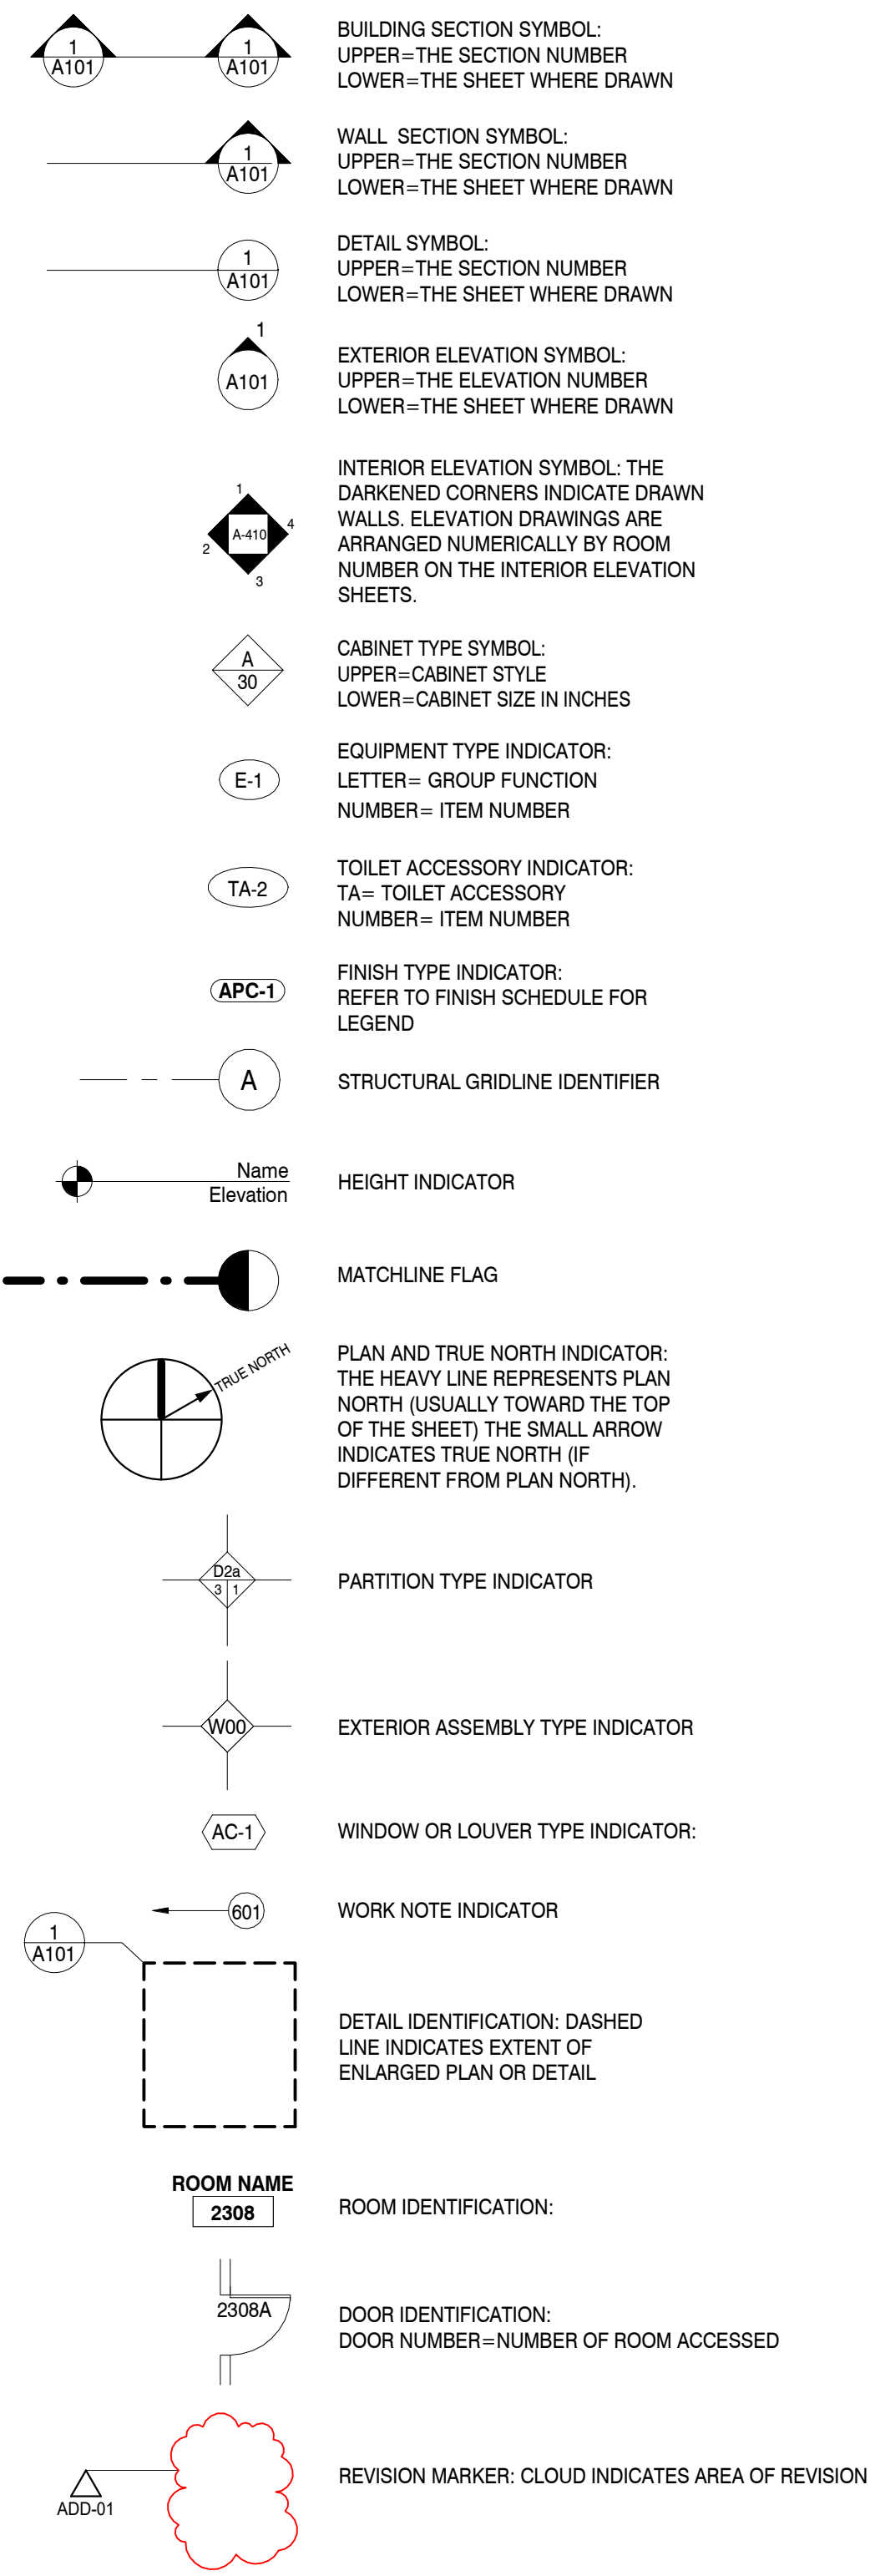 1
A101
1
A101
BUILDING SECTION SYMBOL:
UPPER=THE SECTION NUMBER
LOWER=THE SHEET WHERE DRAWN
1
A101
WALL  SECTION SYMBOL:
UPPER=THE SECTION NUMBER
LOWER=THE SHEET WHERE DRAWN
1
A101
DETAIL SYMBOL:
UPPER=THE SECTION NUMBER
LOWER=THE SHEET WHERE DRAWN
1
A101
EXTERIOR ELEVATION SYMBOL:
UPPER=THE ELEVATION NUMBER
LOWER=THE SHEET WHERE DRAWN
1
4
A-410
2
3
INTERIOR ELEVATION SYMBOL: THE
DARKENED CORNERS INDICATE DRAWN
WALLS. ELEVATION DRAWINGS ARE
ARRANGED NUMERICALLY BY ROOM
NUMBER ON THE INTERIOR ELEVATION
SHEETS.
A
30
CABINET TYPE SYMBOL:
UPPER=CABINET STYLE
LOWER=CABINET SIZE IN INCHES
E-1
EQUIPMENT TYPE INDICATOR:
LETTER= GROUP FUNCTION
NUMBER= ITEM NUMBER
TA-2
TOILET ACCESSORY INDICATOR:
TA= TOILET ACCESSORY
NUMBER= ITEM NUMBER
APC-1
FINISH TYPE INDICATOR:
REFER TO FINISH SCHEDULE FOR
LEGEND
A
STRUCTURAL GRIDLINE IDENTIFIER
Name
Elevation
HEIGHT INDICATOR
MATCHLINE FLAG
TRUE NORTH
PLAN AND TRUE NORTH INDICATOR:
THE HEAVY LINE REPRESENTS PLAN
NORTH (USUALLY TOWARD THE TOP
OF THE SHEET) THE SMALL ARROW
INDICATES TRUE NORTH (IF
DIFFERENT FROM PLAN NORTH).
D2a
3 1
PARTITION TYPE INDICATOR
W00
EXTERIOR ASSEMBLY TYPE INDICATOR
AC-1
WINDOW OR LOUVER TYPE INDICATOR:
601
WORK NOTE INDICATOR
1
A101
DETAIL IDENTIFICATION: DASHED
LINE INDICATES EXTENT OF
ENLARGED PLAN OR DETAIL
ROOM NAME
2308
ROOM IDENTIFICATION:
2308A
DOOR IDENTIFICATION:
DOOR NUMBER=NUMBER OF ROOM ACCESSED
ADD-01
REVISION MARKER: CLOUD INDICATES AREA OF REVISION